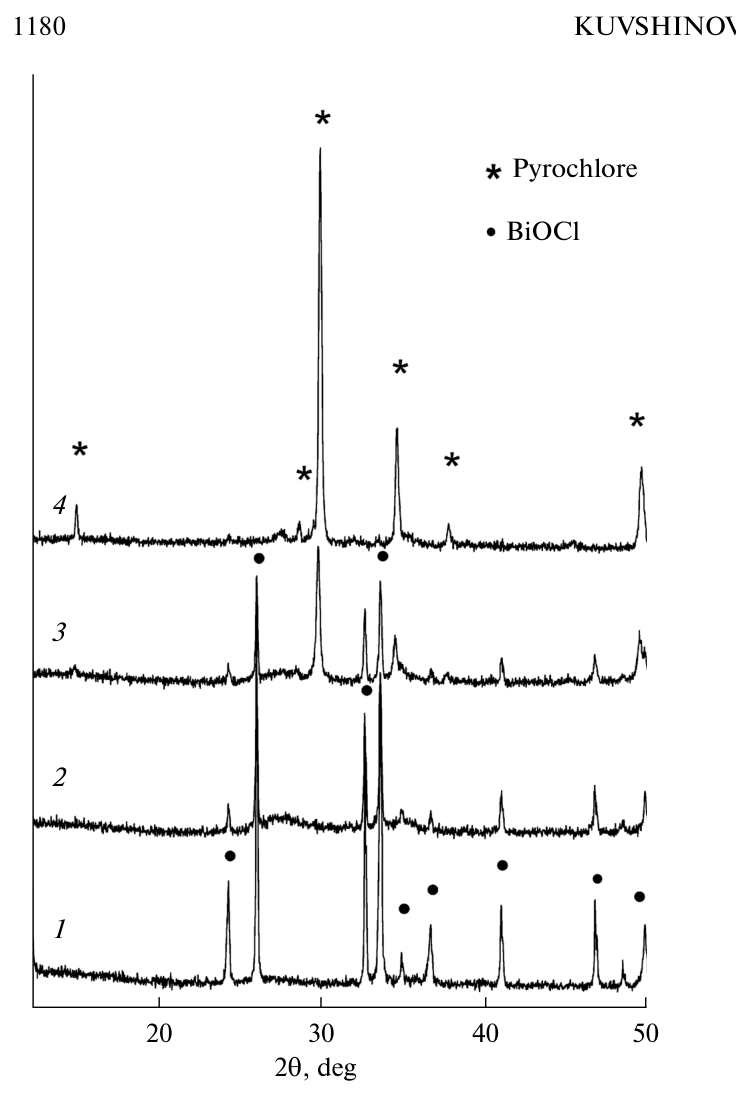 1180 KUVSHINOV
* Pyrochlore
• BiOCl
4
3
2
1
20 30 40 50
2θ, deg